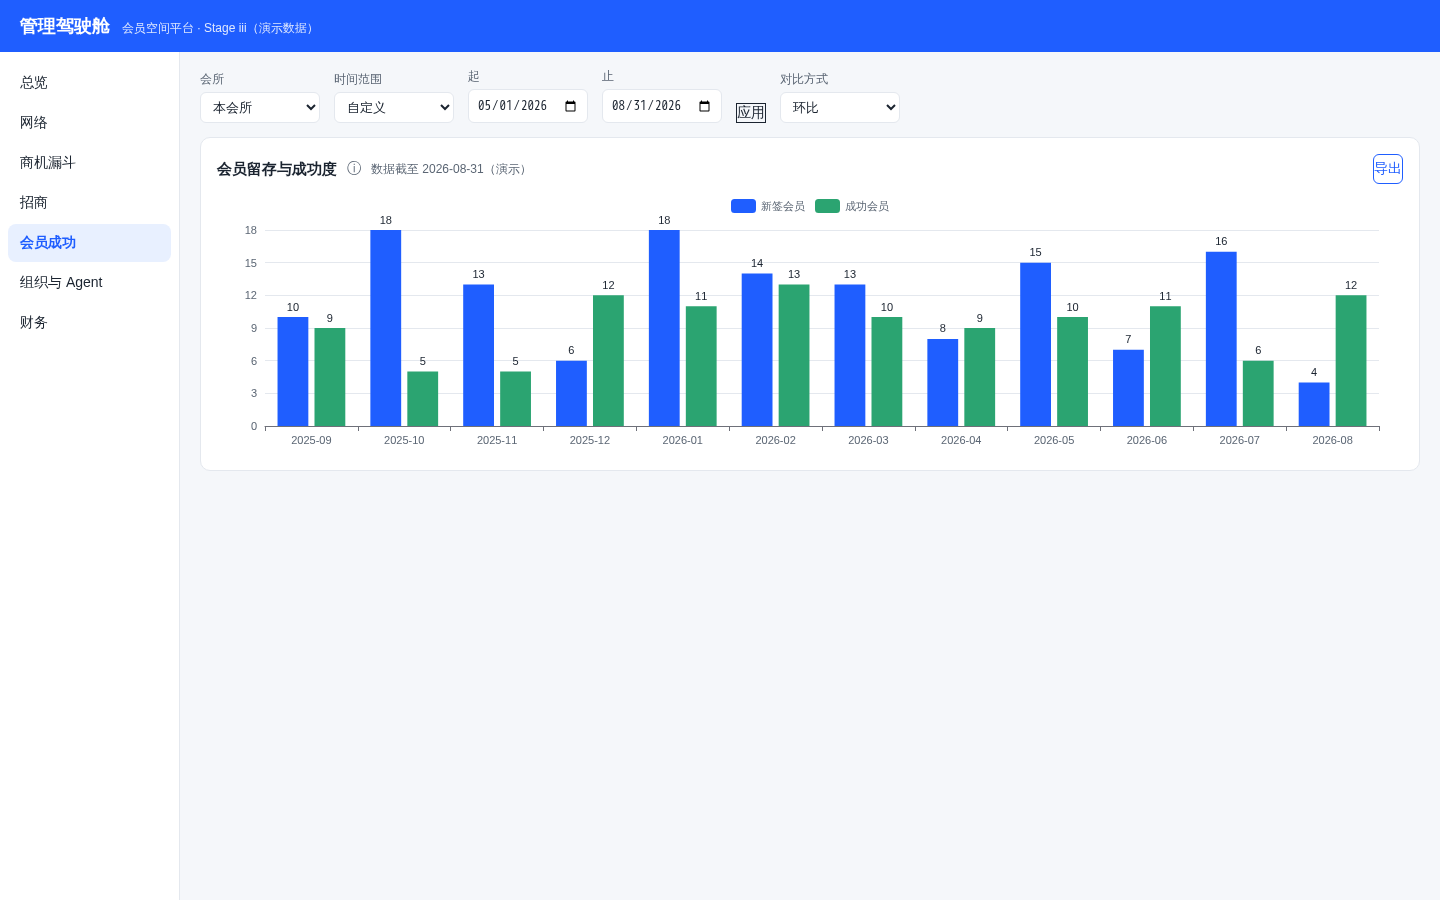 管理驾驶舱 会员空间平台 · Stage iii（演示数据）
总览
网络
商机漏斗
招商
会员成功
组织与 Agent
财务
会所 时间范围 起 止 对比方式
本会所 自定义 05/01/2026 08/31/2026 应用 环比
会员留存与成功度 ⓘ 数据截至 2026-08-31（演示） 导出
新签会员 成功会员
18
15
12
9
6
3
0
10 9 18 5 13 5 6 12 18 11 14 13 13 10 8 9 15 10 7 11 16 6 4 12
2025-09 2025-10 2025-11 2025-12 2026-01 2026-02 2026-03 2026-04 2026-05 2026-06 2026-07 2026-08